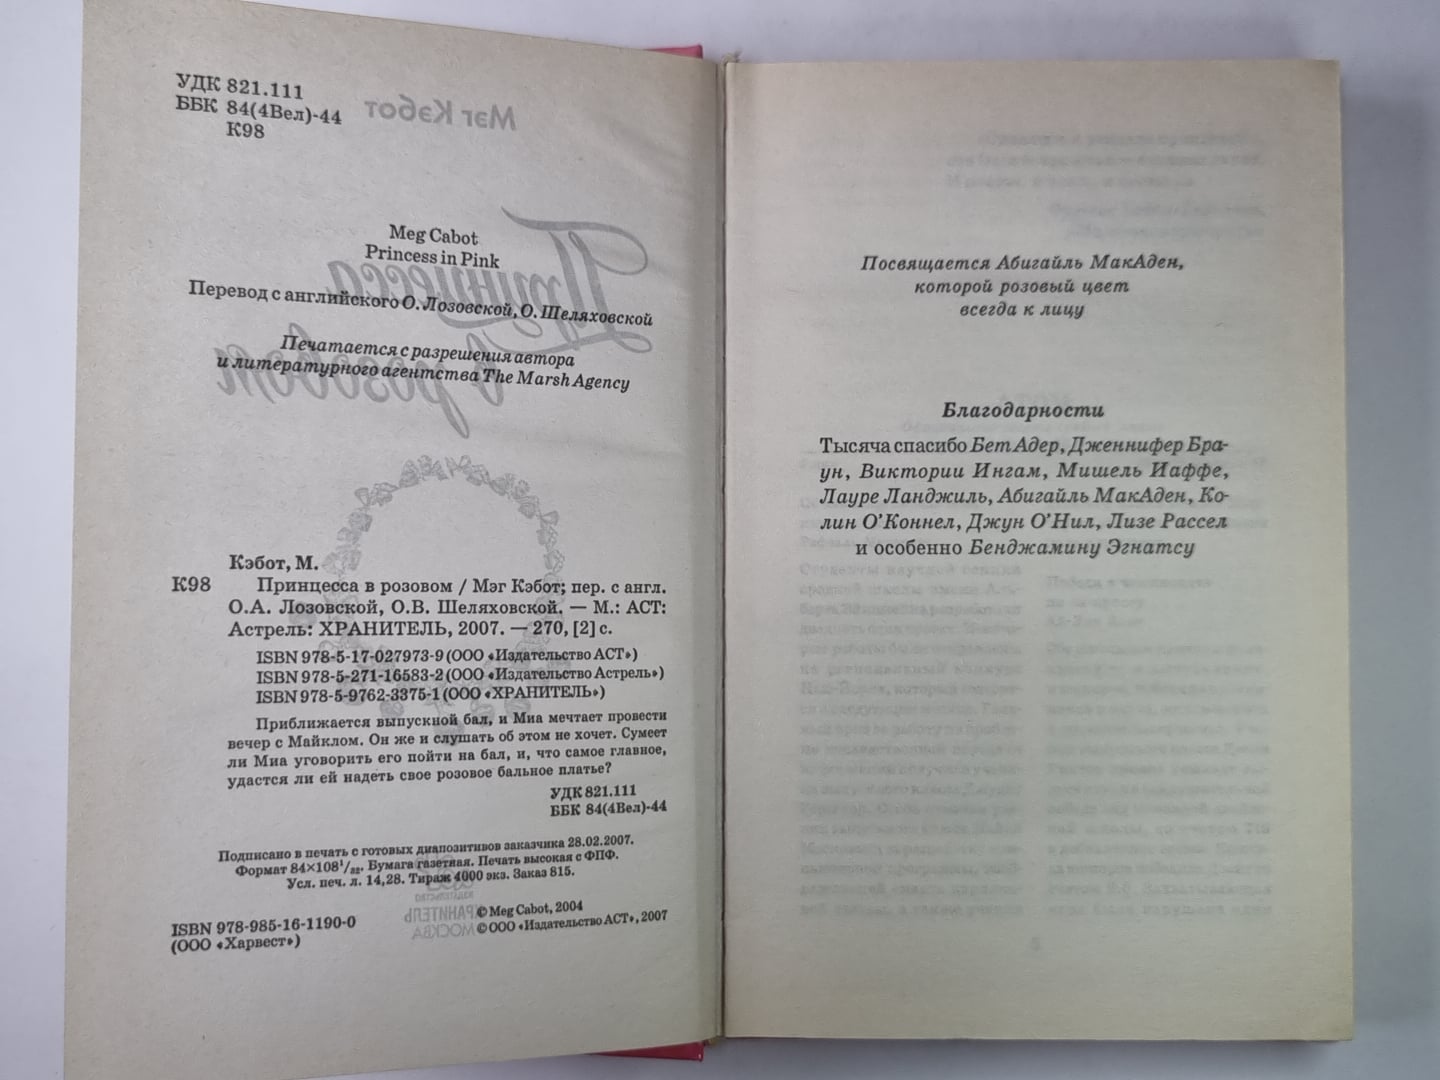 УДК 821.111
ББК 84(4Вел)-44
К98
Meg Cabot
Princess in Pink
Перевод с английского О. Лозовской, О. Шеляховской
Печатается с разрешения автора
и литературного агентства The Marsh Agency
Кэбот, М.
К98 Принцесса в розовом / Мэг Кэбот; пер. с англ.
О.А. Лозовской, О.В. Шеляховской. — М.: АСТ:
Астрель: ХРАНИТЕЛЬ, 2007. — 270, [2] с.
ISBN 978-5-17-027973-9 (ООО «Издательство АСТ»)
ISBN 978-5-271-16583-2 (ООО «Издательство Астрель»)
ISBN 978-5-9762-3375-1 (ООО «ХРАНИТЕЛЬ»)
Приближается выпускной бал, и Миа мечтает провести
вечер с Майклом. Он же и слушать об этом не хочет. Сумеет
ли Миа уговорить его пойти на бал, и, что самое главное,
удастся ли ей надеть свое розовое бальное платье?
УДК 821.111
ББК 84(4Вел)-44
Подписано в печать с готовых диапозитивов заказчика 28.02.2007.
Формат 84×108¹/₃₂. Бумага газетная. Печать высокая с ФПФ.
Усл. печ. л. 14,28. Тираж 4000 экз. Заказ 815.
ISBN 978-985-16-1190-0
(ООО «Харвест»)
© Meg Cabot, 2004
© ООО «Издательство АСТ», 2007
Посвящается Абигайль МакАден,
которой розовый цвет
всегда к лицу
Благодарности
Тысяча спасибо Бет Адер, Дженнифер Бра-
ун, Виктории Ингам, Мишель Иаффе,
Лауре Ланджиль, Абигайль МакАден, Ко-
лин О'Коннел, Джун О'Нил, Лизе Рассел
и особенно Бенджамину Эгнатсу